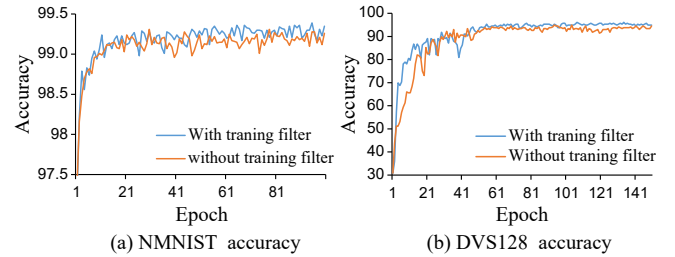 99.5
99.0
98.5
98
97.5
1 21 41 61 81
Accuracy
Epoch
With traning filter
without training filter
(a) NMNIST accuracy
100
90
80
70
60
50
40
30
1 21 41 61 81 101 121 141
Accuracy
Epoch
With traning filter
Without traning filter
(b) DVS128 accuracy